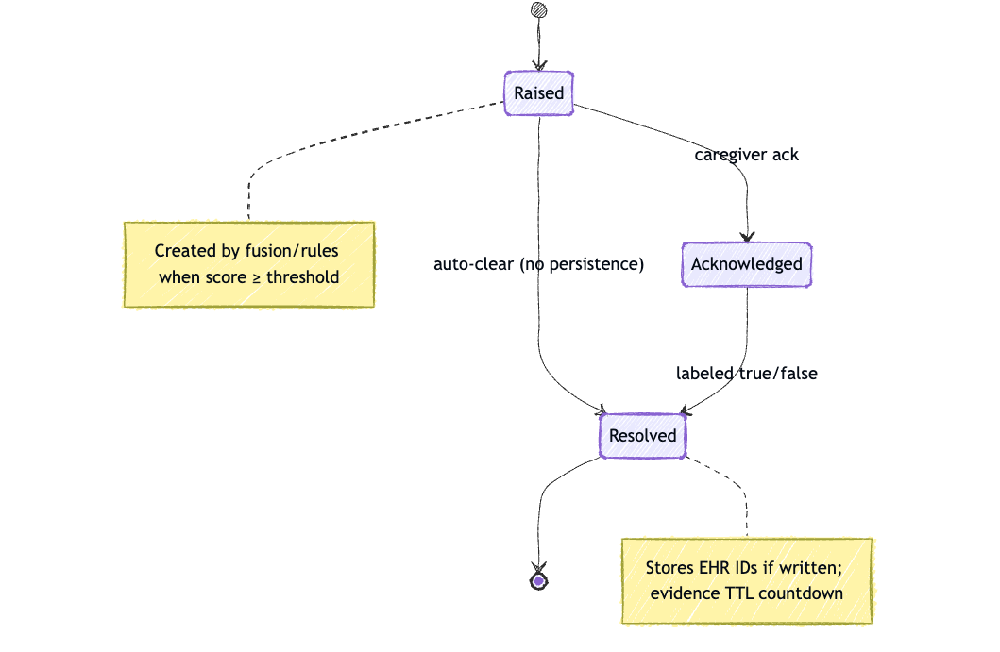 Raised
caregiver ack
Created by fusion/rules
when score ≥ threshold
auto-clear (no persistence)
Acknowledged
labeled true/false
Resolved
Stores EHR IDs if written;
evidence TTL countdown